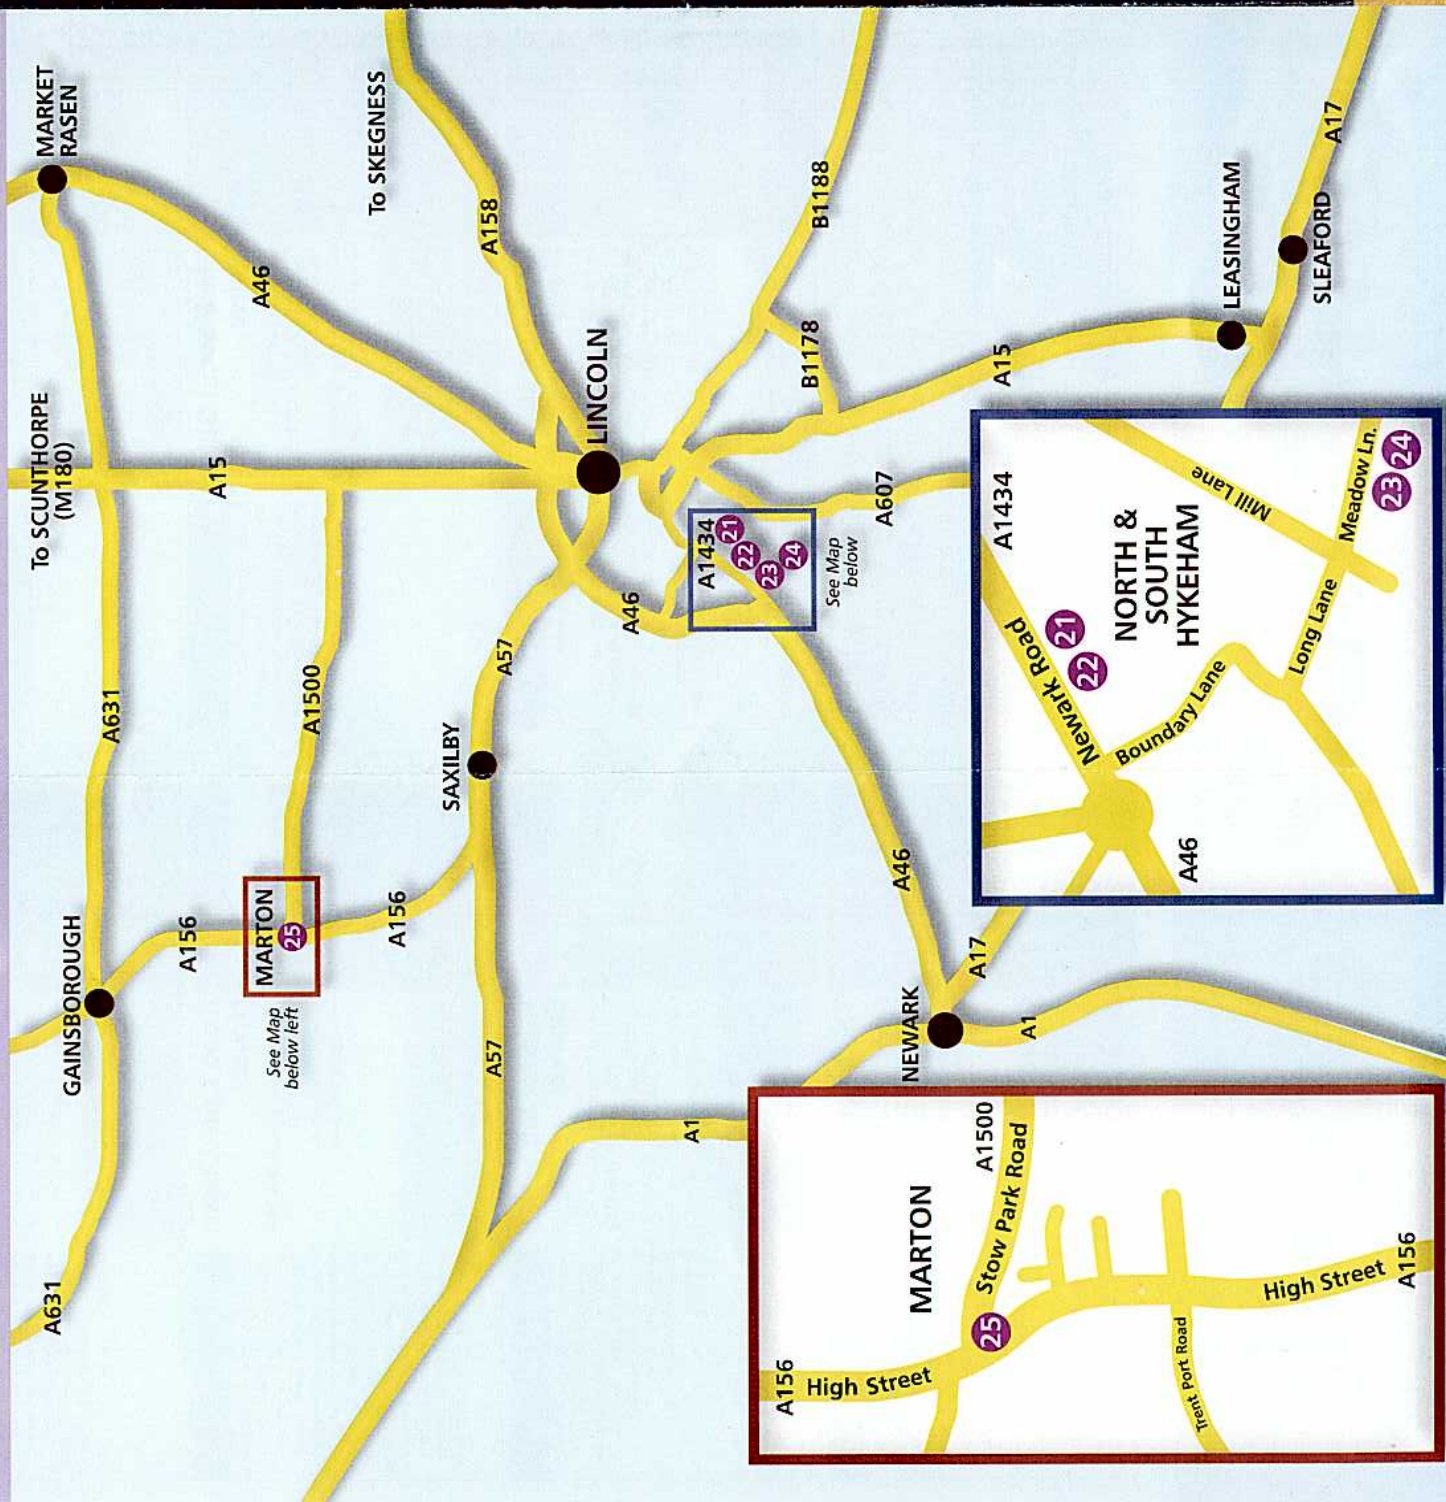 MARKET
RASEN
To SCUNTHORPE
(M180)
To SKEGNESS
A46
A158
A15
A631
A1500
GAINSBOROUGH
A156
MARTON
25
See Map
below left
A156
A631
SAXILBY
A57
A57
LINCOLN
B1188
B1178
A15
A607
A46
A1434
21
22
23
24
See Map
below
LEASINGHAM
SLEAFORD
A17
A46
NEWARK
A17
A1
A1
MARTON
A156
High Street
25
A1500
Stow Park Road
Trent Port Road
High Street
A156
A1434
Newark Road
21
22
NORTH &
SOUTH
HYKEHAM
Mill Lane
Meadow Ln.
23
24
Boundary Lane
Long Lane
A46